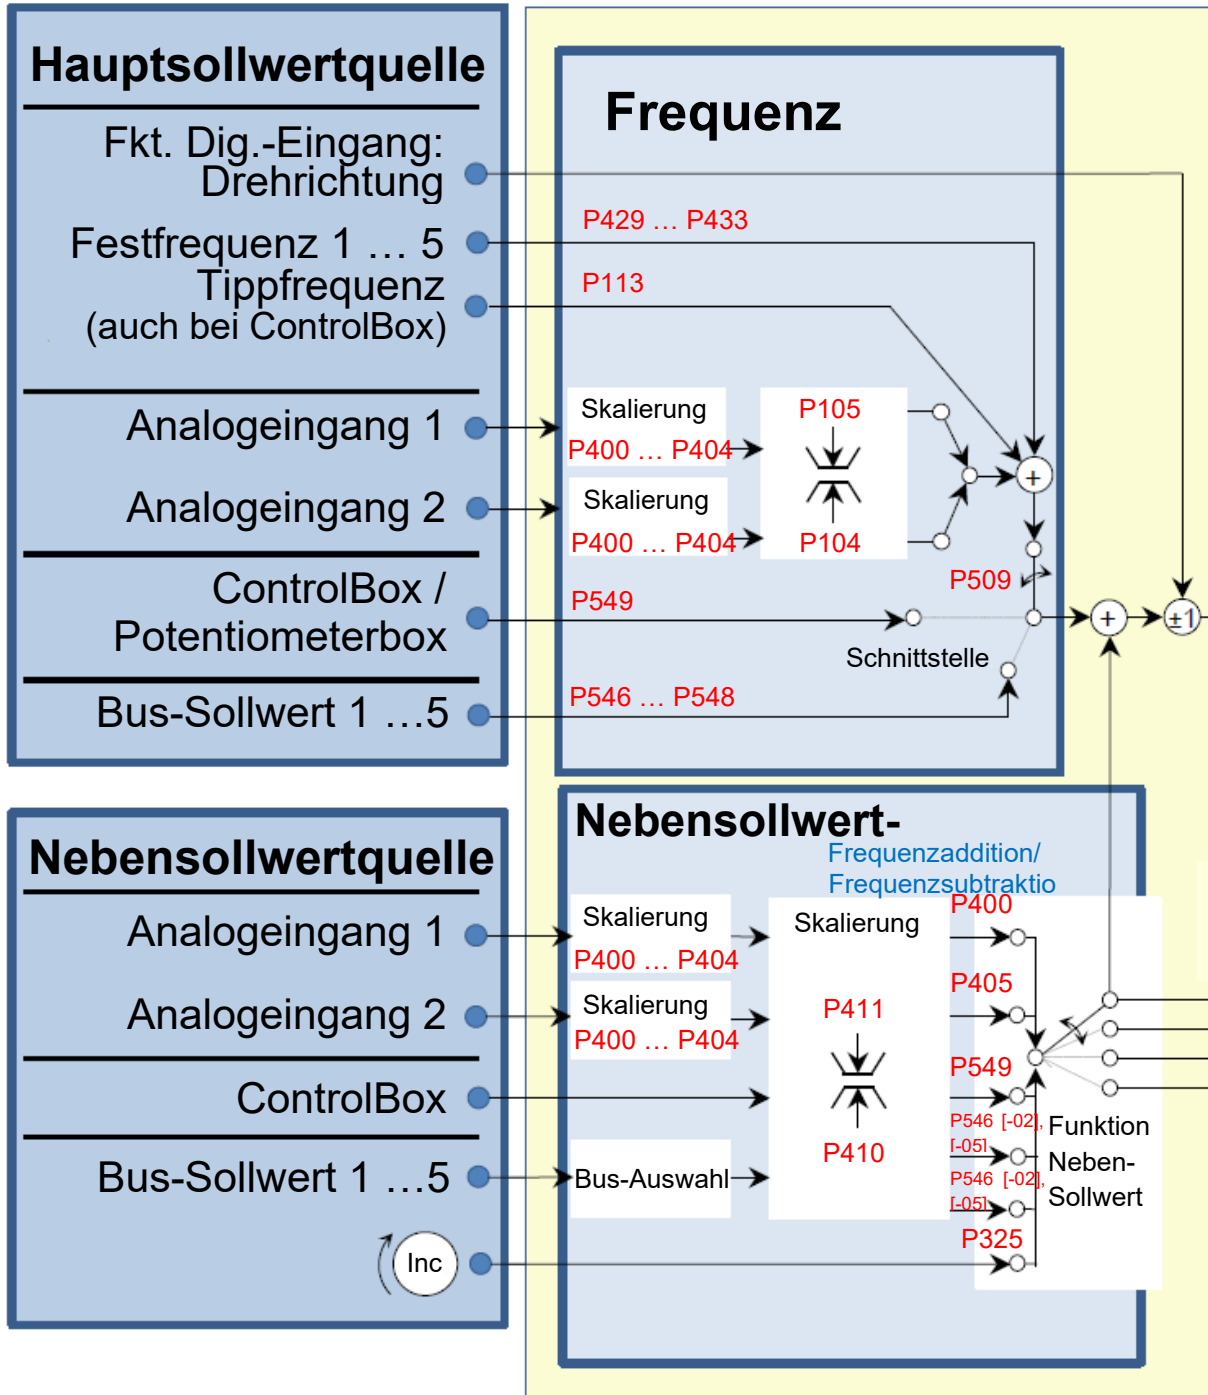 Hauptsollwertquelle
Fkt. Dig.-Eingang:
Drehrichtung
Festfrequenz 1 … 5
Tippfrequenz
(auch bei ControlBox)
Analogeingang 1
Analogeingang 2
ControlBox /
Potentiometerbox
Bus-Sollwert 1 …5
Frequenz
P429 … P433
P113
Skalierung
P400 … P404
Skalierung
P400 … P404
P105
P104
+
P509
P549
Schnittstelle
P546 … P548
+
±1
Nebensollwertquelle
Analogeingang 1
Analogeingang 2
ControlBox
Bus-Sollwert 1 …5
Inc
Nebensollwert-
Frequenzaddition/
Frequenzsubtraktio
Skalierung
P400 … P404
Skalierung
P400 … P404
Bus-Auswahl
Skalierung
P411
P410
P400
P405
P549
P546 [-02],
[-05]
P546 [-02],
[-05]
P325
Funktion
Neben-
Sollwert